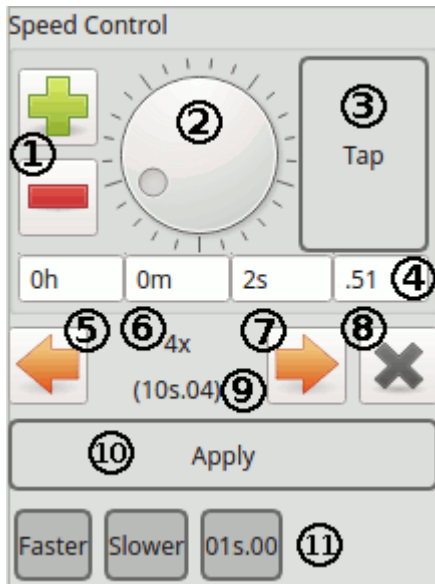 Speed Control
① ② ③
Tap
0h 0m 2s .51 ④
⑤ ⑥ ⑦ ⑧
4x
(10s.04) ⑨
⑩ Apply
Faster Slower 01s.00 ⑪